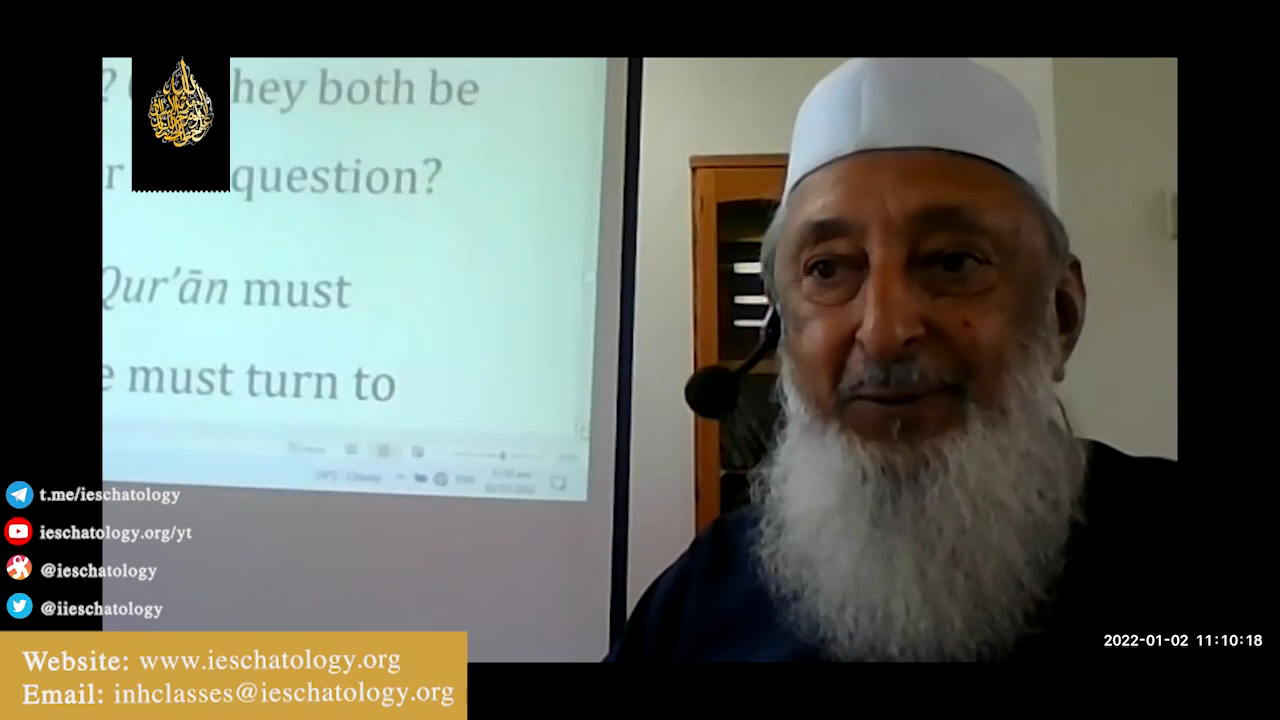 hey both be
question?
Qur'ān must
e must turn to
t.me/ieschatology
ieschatology.org/yt
@ieschatology
@iieschatology
Website: www.ieschatology.org
Email: inhclasses@ieschatology.org
2022-01-02 11:10:18